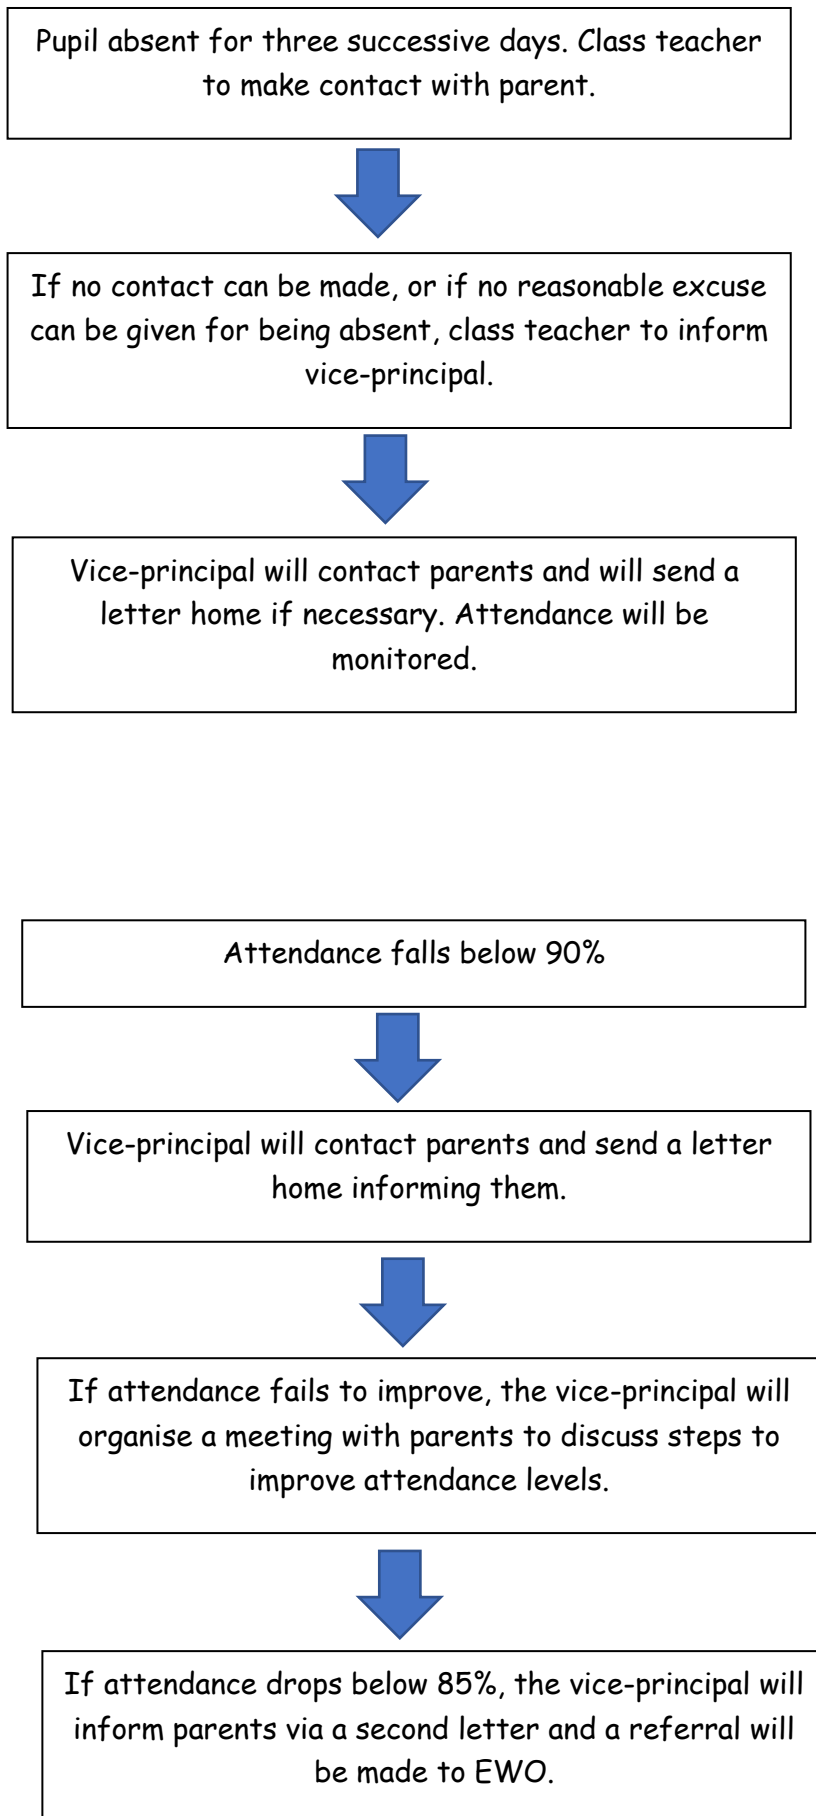 Pupil absent for three successive days. Class teacher
to make contact with parent.
If no contact can be made, or if no reasonable excuse
can be given for being absent, class teacher to inform
vice-principal.
Vice-principal will contact parents and will send a
letter home if necessary. Attendance will be
monitored.
Attendance falls below 90%
Vice-principal will contact parents and send a letter
home informing them.
If attendance fails to improve, the vice-principal will
organise a meeting with parents to discuss steps to
improve attendance levels.
If attendance drops below 85%, the vice-principal will
inform parents via a second letter and a referral will
be made to EWO.